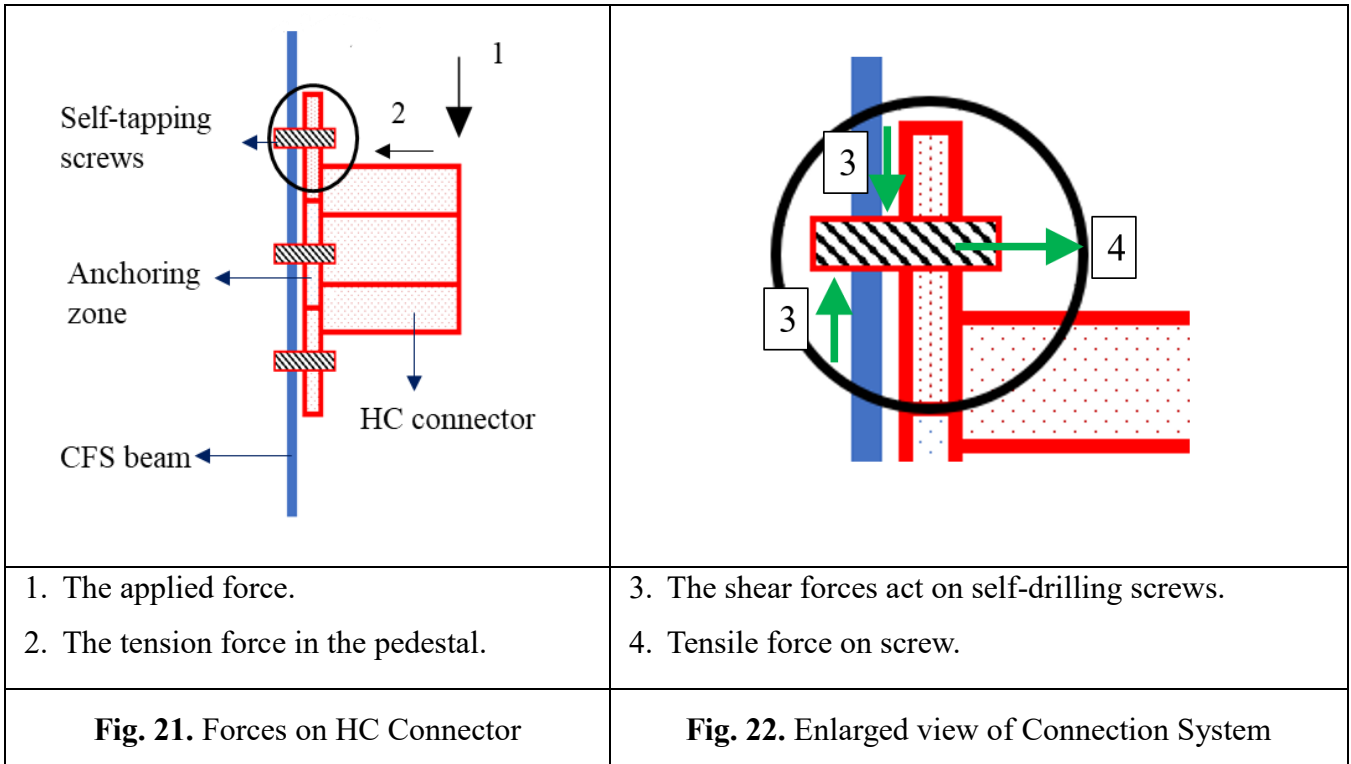 1
2
Self-tapping
screws
Anchoring
zone
HC connector
CFS beam
3
4
3
1. The applied force.
2. The tension force in the pedestal.
3. The shear forces act on self-drilling screws.
4. Tensile force on screw.
Fig. 21. Forces on HC Connector
Fig. 22. Enlarged view of Connection System